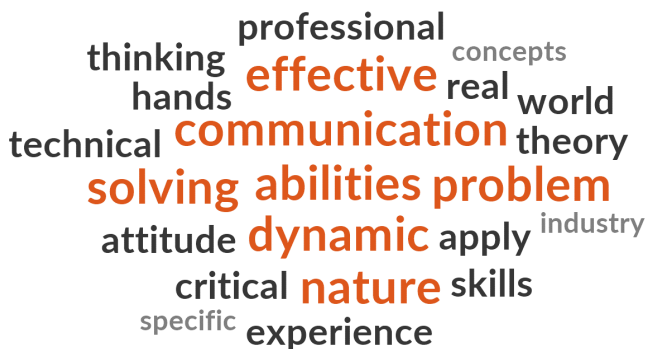 professional
thinking effective concepts
hands real world
technical communication theory
solving abilities problem
attitude dynamic apply industry
critical nature skills
specific experience